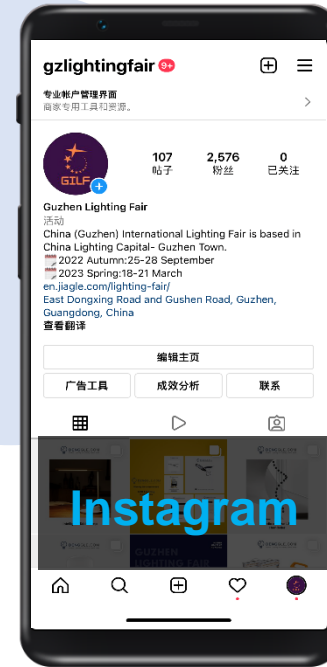 gzlightingfair 9+
专业帐户管理界面
商家专用工具和资源。
GILF
107
2,576
0
帖子
粉丝
已关注
Guzhen Lighting Fair
活动
China (Guzhen) International Lighting Fair is based in
China Lighting Capital- Guzhen Town.
🗓2022 Autumn:25-28 September
🗓2023 Spring:18-21 March
en.jiagle.com/lighting-fair/
East Dongxing Road and Gushen Road, Guzhen,
Guangdong, China
查看翻译
编辑主页
广告工具
成效分析
联系
Instagram
GUZHEN
LIGHTING FAIR